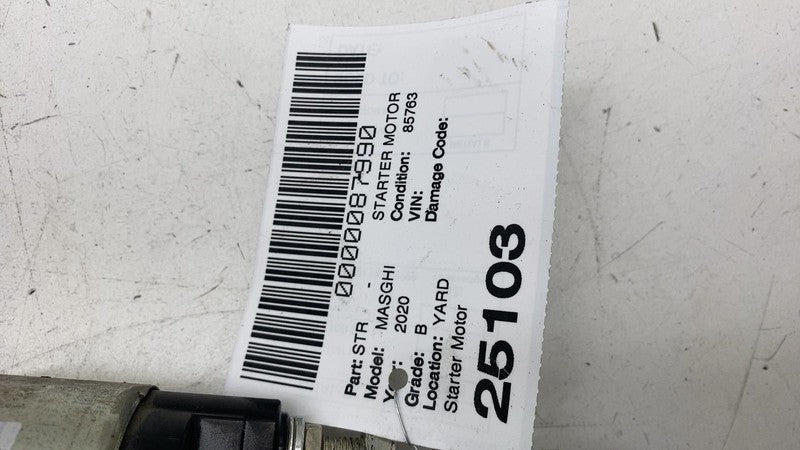 0000087990
Part: STR - STARTER MOTOR
Model: MASGHI Condition: 85763
2020 VIN:
Grade: B Damage Code:
Location: YARD
Starter Motor
25103